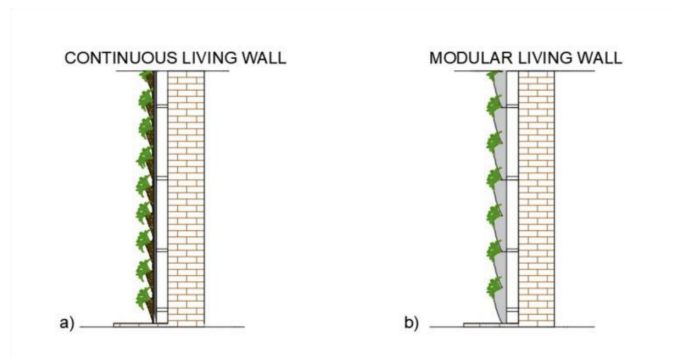 CONTINUOUS LIVING WALL
MODULAR LIVING WALL
a)
b)